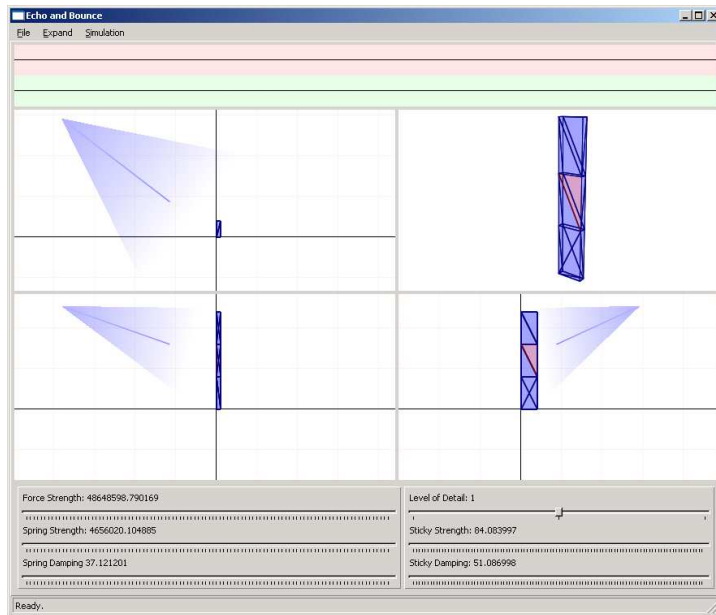 Echo and Bounce
File Expand Simulation
Force Strength: 48648598.790169
Spring Strength: 4656020.104885
Spring Damping 37.121201
Level of Detail: 1
Sticky Strength: 84.083997
Sticky Damping: 51.086998
Ready.